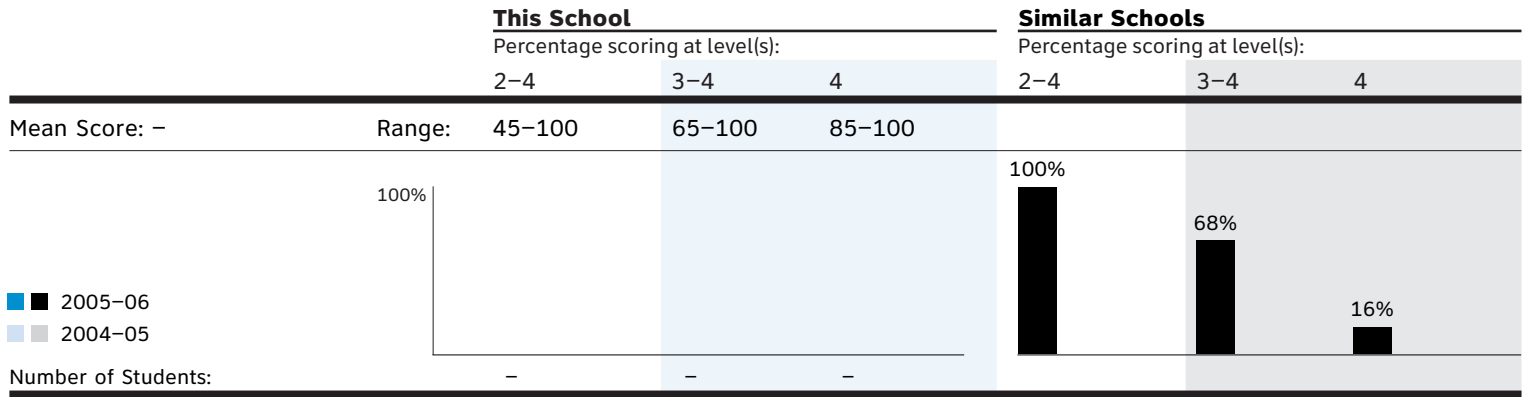 This School Similar Schools
Percentage scoring at level(s): Percentage scoring at level(s):
2–4 3–4 4 2–4 3–4 4
Mean Score: – Range: 45–100 65–100 85–100
100%
100%
68%
16%
2005–06
2004–05
Number of Students: – – –